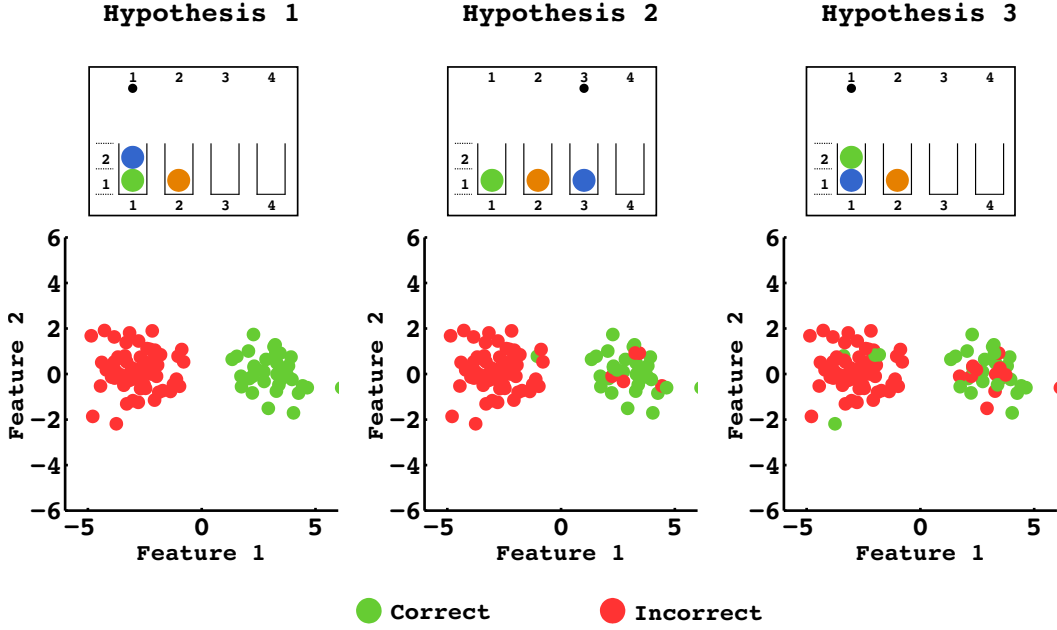 Hypothesis 1
Hypothesis 2
Hypothesis 3
1 2 3 4
2
1
1 2 3 4
1 2 3 4
2
1
1 2 3 4
1 2 3 4
2
1
1 2 3 4
Feature 2
6
4
2
0
−2
−4
−6
−5 0 5
Feature 1
Feature 2
6
4
2
0
−2
−4
−6
−5 0 5
Feature 1
Feature 2
6
4
2
0
−2
−4
−6
−5 0 5
Feature 1
Correct
Incorrect